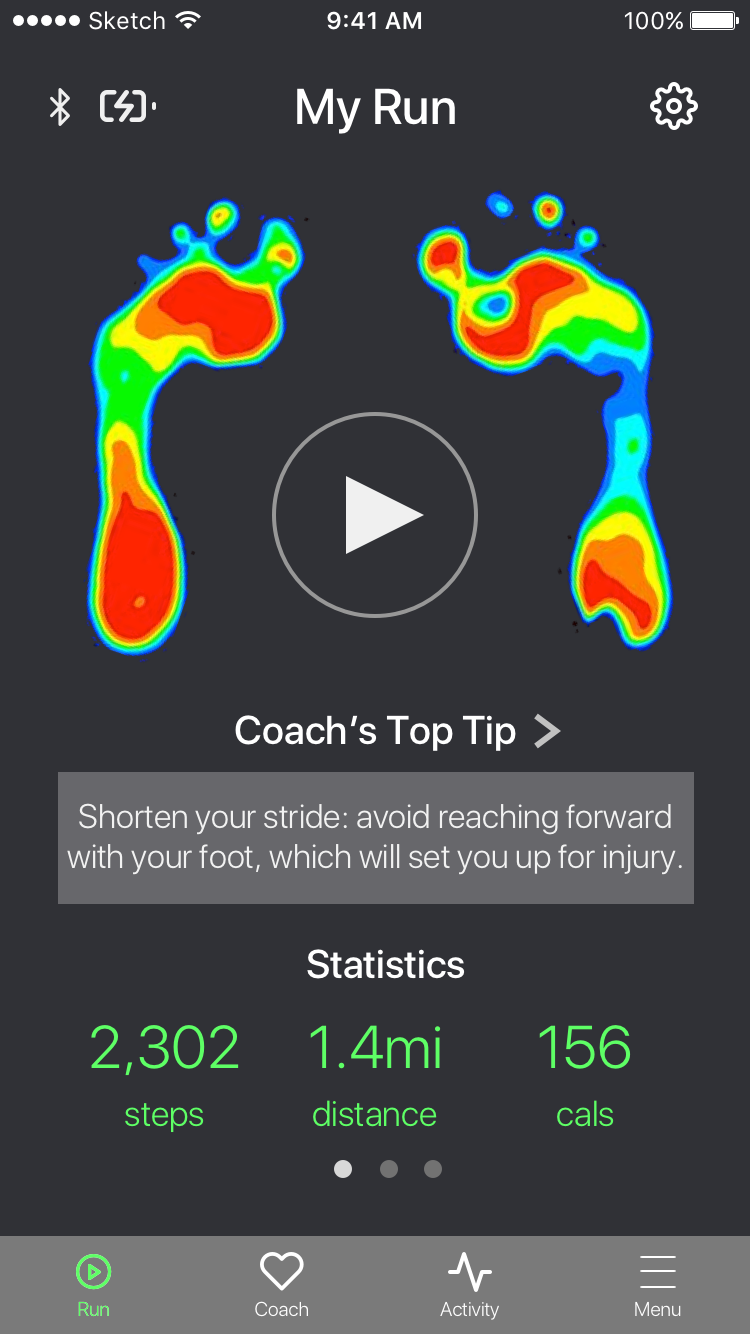 Sketch 9:41 AM 100%
My Run
Coach’s Top Tip
Shorten your stride: avoid reaching forward
with your foot, which will set you up for injury.
Statistics
2,302 1.4mi 156
steps distance cals
Run Coach Activity Menu